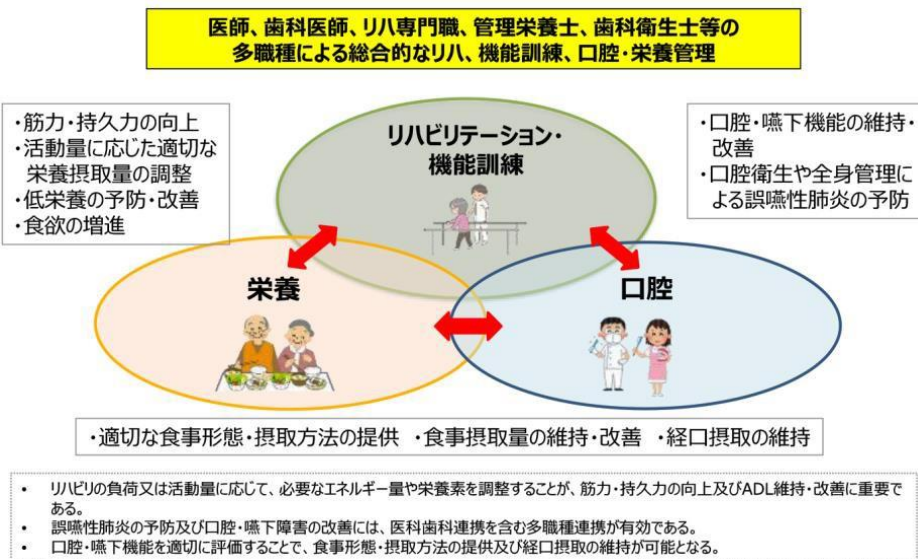 医師、歯科医師、リハ専門職、管理栄養士、歯科衛生士等の
多職種による総合的なリハ、機能訓練、口腔・栄養管理
・筋力・持久力の向上
・活動量に応じた適切な
栄養摂取量の調整
・低栄養の予防・改善
・食欲の増進
リハビリテーション・
機能訓練
・口腔・嚥下機能の維持・
改善
・口腔衛生や全身管理に
よる誤嚥性肺炎の予防
栄養
口腔
・適切な食事形態・摂取方法の提供 ・食事摂取量の維持・改善 ・経口摂取の維持
• リハビリの負荷又は活動量に応じて、必要なエネルギー量や栄養素を調整することが、筋力・持久力の向上及びADL維持・改善に重要で
ある。
• 誤嚥性肺炎の予防及び口腔・嚥下障害の改善には、医科歯科連携を含む多職種連携が有効である。
• 口腔・嚥下機能を適切に評価することで、食事形態・摂取方法の提供及び経口摂取の維持が可能となる。